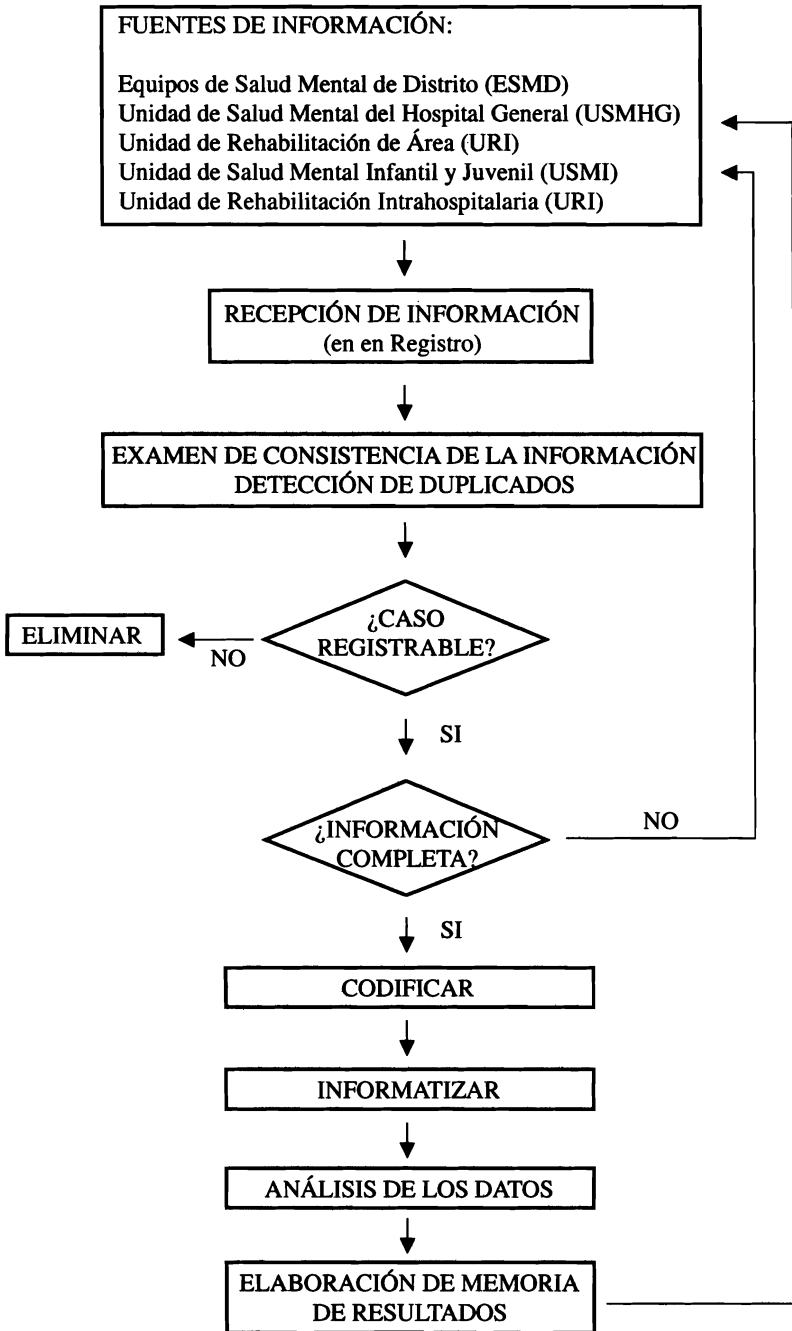 FUENTES DE INFORMACIÓN:
Equipos de Salud Mental de Distrito (ESMD)
Unidad de Salud Mental del Hospital General (USMHG)
Unidad de Rehabilitación de Área (URI)
Unidad de Salud Mental Infantil y Juvenil (USMI)
Unidad de Rehabilitación Intrahospitalaria (URI)
RECEPCIÓN DE INFORMACIÓN
(en en Registro)
EXAMEN DE CONSISTENCIA DE LA INFORMACIÓN
DETECCIÓN DE DUPLICADOS
¿CASO
REGISTRABLE?
NO
ELIMINAR
SI
¿INFORMACIÓN
COMPLETA?
NO
SI
CODIFICAR
INFORMATIZAR
ANÁLISIS DE LOS DATOS
ELABORACIÓN DE MEMORIA
DE RESULTADOS